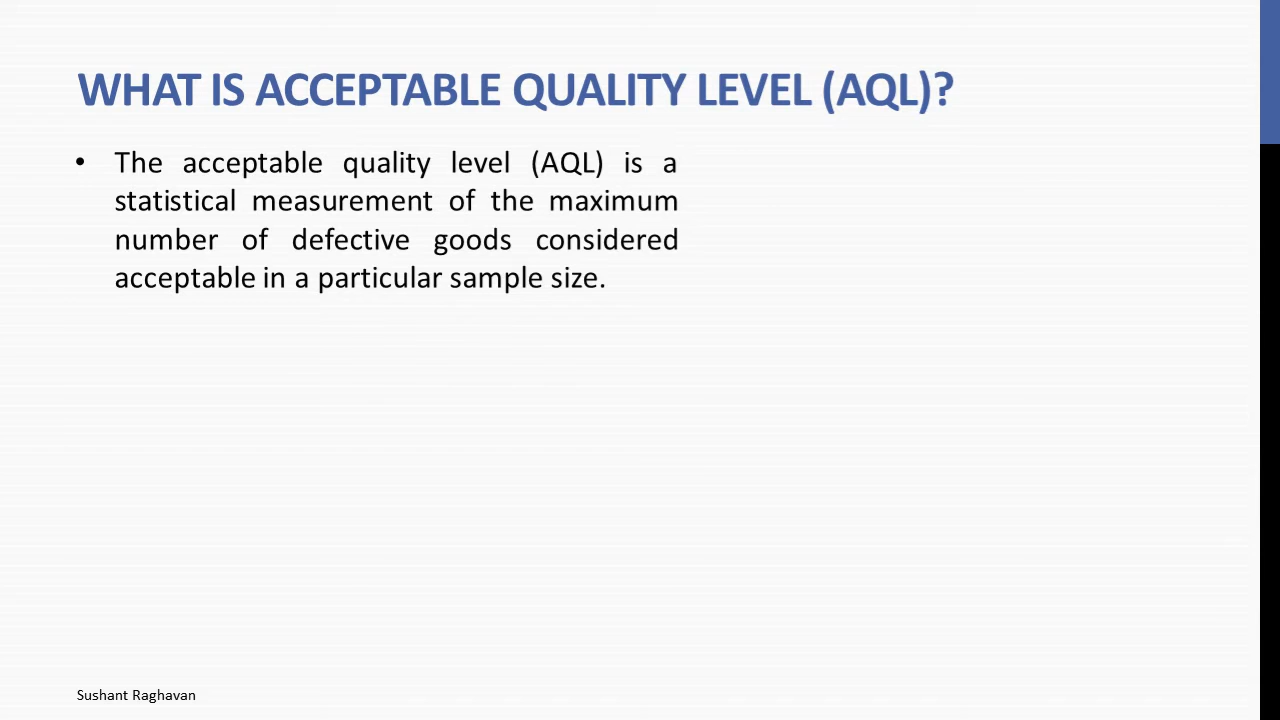 WHAT IS ACCEPTABLE QUALITY LEVEL (AQL)?
• The acceptable quality level (AQL) is a
statistical measurement of the maximum
number of defective goods considered
acceptable in a particular sample size.
Sushant Raghavan